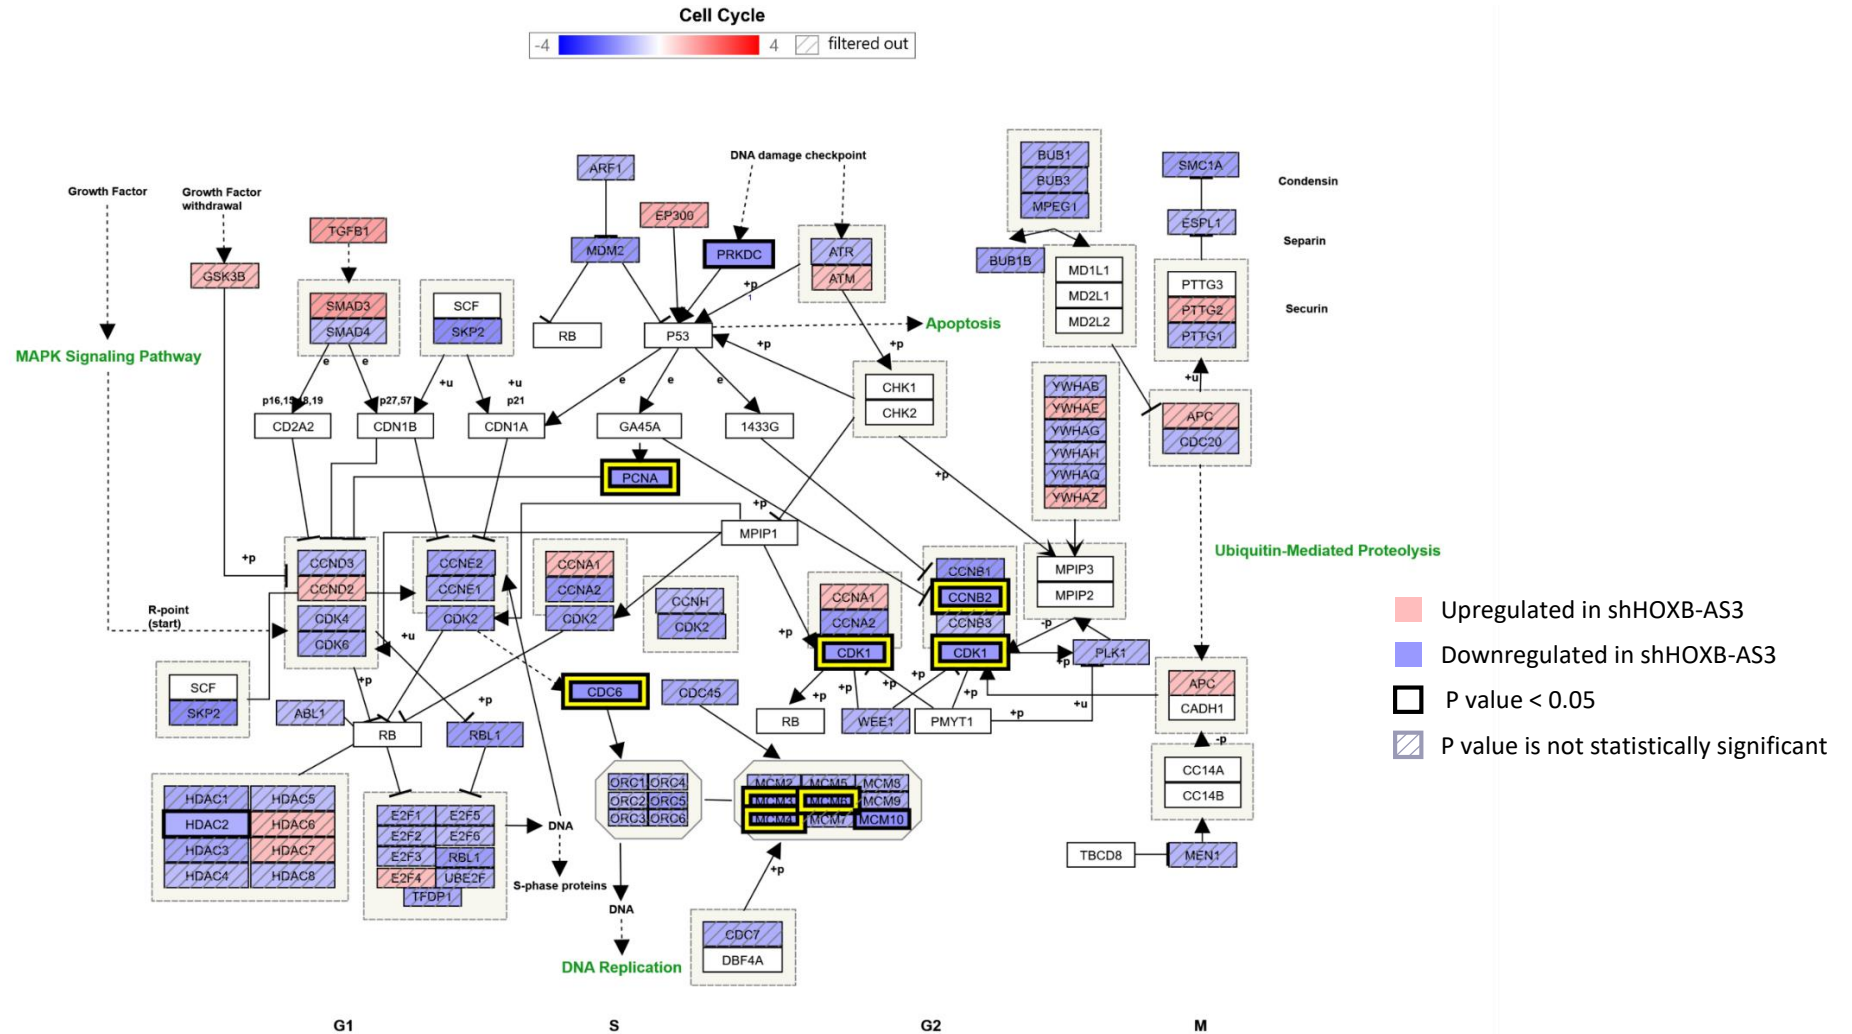 Cell Cycle
-4
4
filtered out
Growth Factor
Growth Factor
withdrawal
TGFB1
GSK3B
SMAD3
SMAD4
SCF
SKP2
ARF1
MDM2
EP300
DNA damage checkpoint
PRKDC
ATR
ATM
+p
1
RB
P53
Apoptosis
+p
+p
MAPK Signaling Pathway
e
e
+u
+u
p21
e
e
e
p27,57
CD2A2
CDN1B
CDN1A
GA45A
1433G
CHK1
CHK2
BUB1
BUB3
MPEG1
BUB1B
MD1L1
MD2L1
MD2L2
SMC1A
ESPL1
Condensin
Separin
Securin
PTTG3
PTTG2
PTTG1
+u
APC
CDC20
YWHAB
YWHAE
YWHAG
YWHAH
YWHAQ
YWHAZ
PCNA
+p
+p
MPIP1
+p
CCND3
CCND2
CDK4
CDK6
CCNE2
CCNE1
CDK2
CCNA1
CCNA2
CDK2
CCNH
CDK2
CCNA1
CCNA2
CDK1
CCNB1
CCNB2
CCNB3
CDK1
MPIP3
MPIP2
Ubiquitin-Mediated Proteolysis
R-point
(start)
+u
+p
-p
+p
PLK1
SCF
SKP2
ABL1
+p
+p
RB
RBL1
CDC6
CDC45
+p
+p
+p
+p
+p
RB
WEE1
PMYT1
+p
+u
APC
CADH1
-p
CC14A
CC14B
HDAC1
HDAC5
HDAC2
HDAC6
HDAC3
HDAC7
HDAC4
HDAC8
E2F1
E2F5
E2F2
E2F6
E2F3
RBL1
E2F4
UBE2F
TFDP1
DNA
S-phase proteins
ORC1
ORC4
ORC2
ORC5
ORC3
ORC6
DNA
DNA Replication
MCM2
MCM5
MCM8
MCM3
MCM6
MCM9
MCM4
MCM7
MCM10
+p
CDC7
DBF4A
TBCD8
MEN1
G1
S
G2
M
Upregulated in shHOXB-AS3
Downregulated in shHOXB-AS3
P value < 0.05
P value is not statistically significant